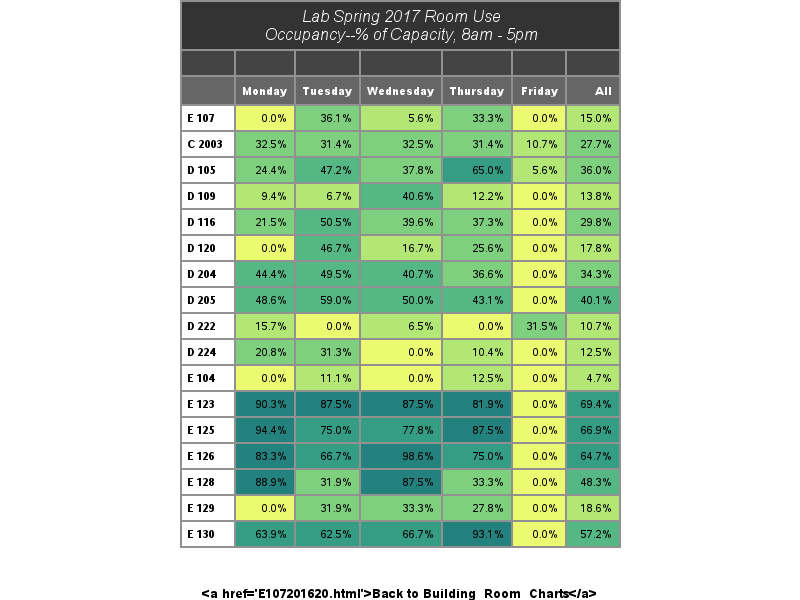 Lab Spring 2017 Room Use
Occupancy--% of Capacity, 8am - 5pm
Monday Tuesday Wednesday Thursday Friday All
E 107 0.0% 36.1% 5.6% 33.3% 0.0% 15.0%
C 2003 32.5% 31.4% 32.5% 31.4% 10.7% 27.7%
D 105 24.4% 47.2% 37.8% 65.0% 5.6% 36.0%
D 109 9.4% 6.7% 40.6% 12.2% 0.0% 13.8%
D 116 21.5% 50.5% 39.6% 37.3% 0.0% 29.8%
D 120 0.0% 46.7% 16.7% 25.6% 0.0% 17.8%
D 204 44.4% 49.5% 40.7% 36.6% 0.0% 34.3%
D 205 48.6% 59.0% 50.0% 43.1% 0.0% 40.1%
D 222 15.7% 0.0% 6.5% 0.0% 31.5% 10.7%
D 224 20.8% 31.3% 0.0% 10.4% 0.0% 12.5%
E 104 0.0% 11.1% 0.0% 12.5% 0.0% 4.7%
E 123 90.3% 87.5% 87.5% 81.9% 0.0% 69.4%
E 125 94.4% 75.0% 77.8% 87.5% 0.0% 66.9%
E 126 83.3% 66.7% 98.6% 75.0% 0.0% 64.7%
E 128 88.9% 31.9% 87.5% 33.3% 0.0% 48.3%
E 129 0.0% 31.9% 33.3% 27.8% 0.0% 18.6%
E 130 63.9% 62.5% 66.7% 93.1% 0.0% 57.2%
<a href='E107201620.html'>Back to Building_Room_Charts</a>